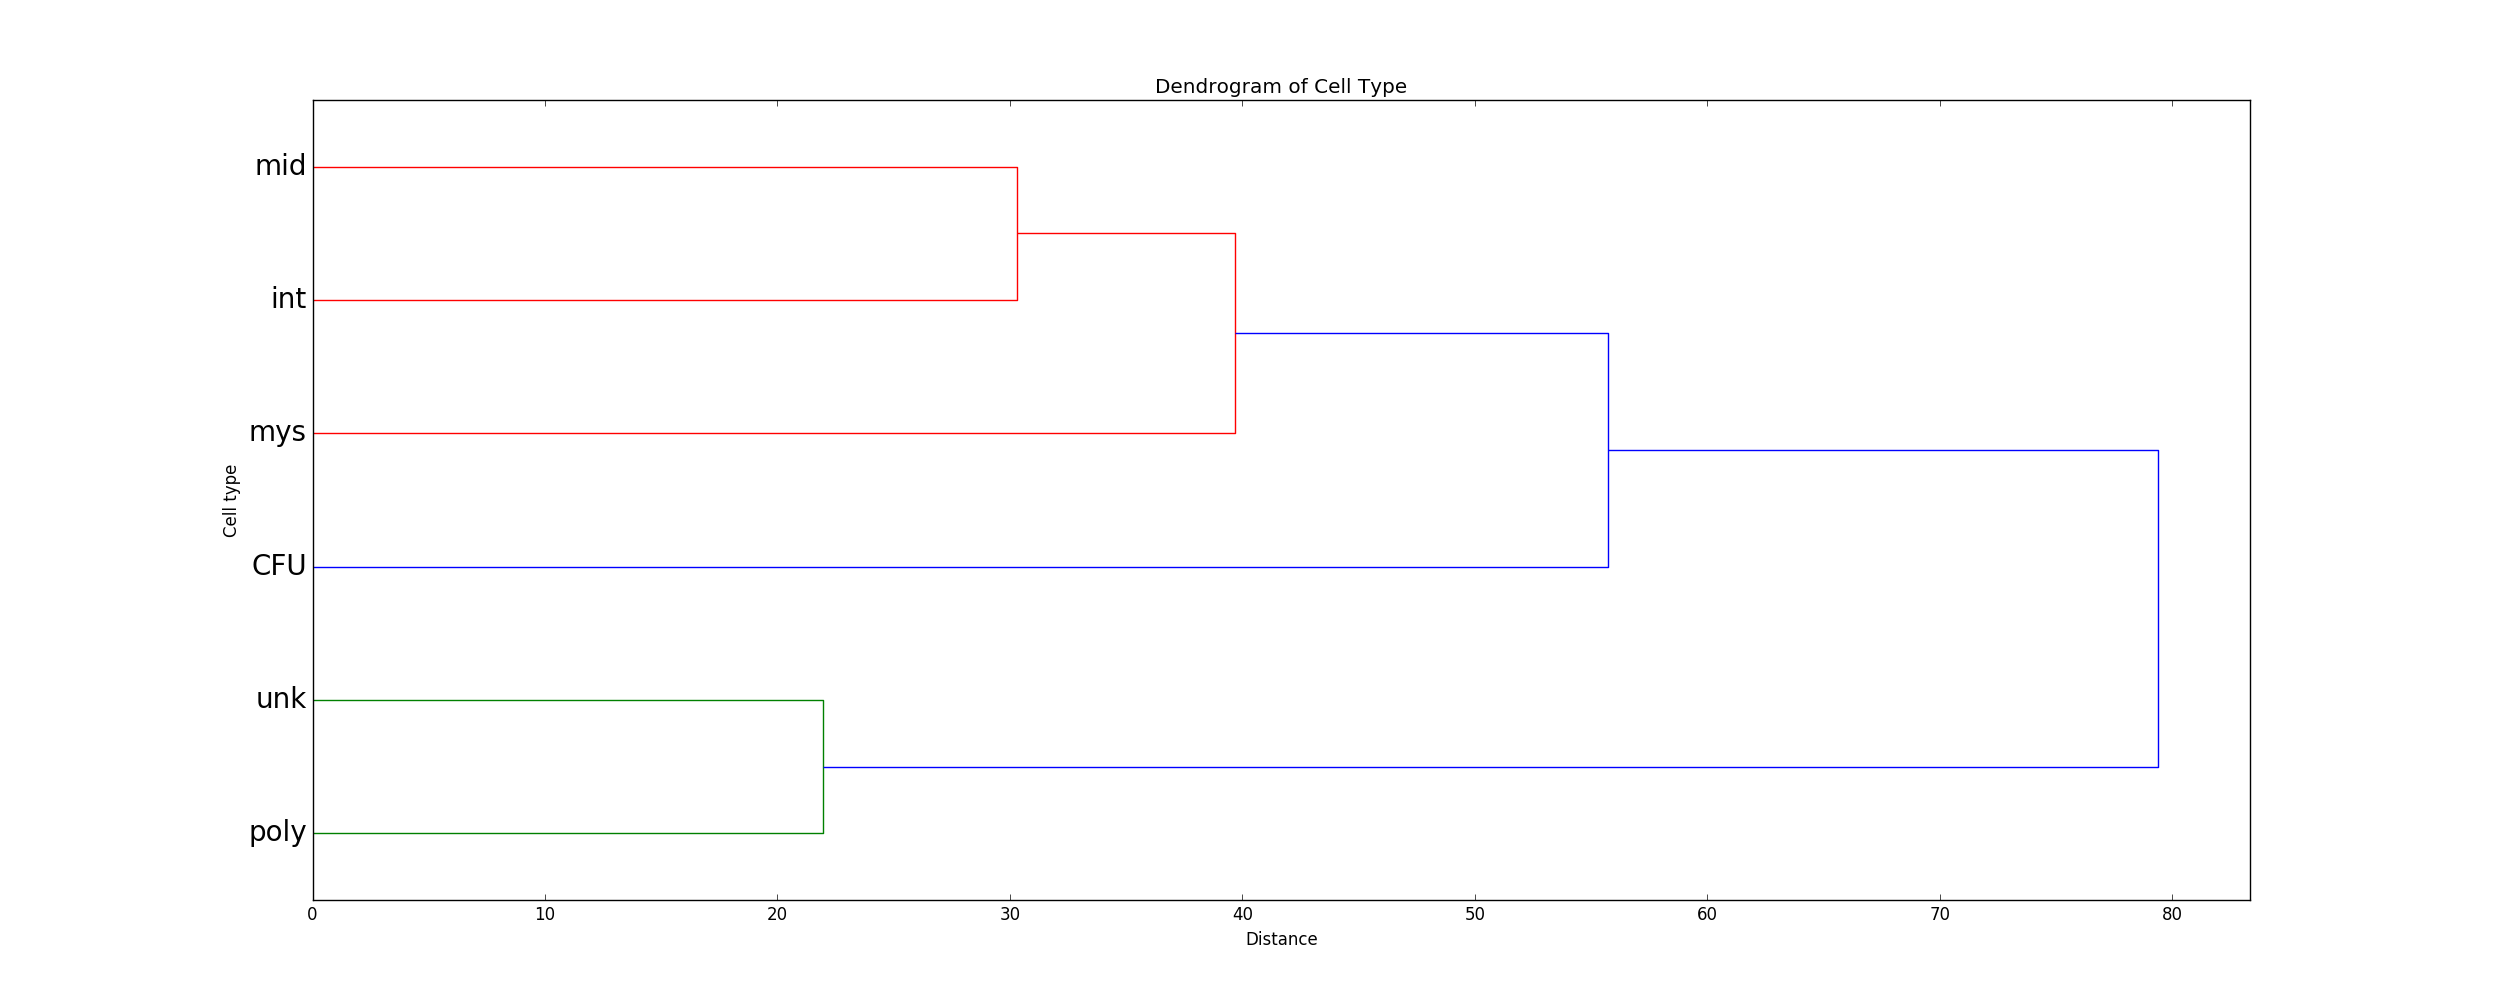 Dendrogram of Cell Type
mid
int
mys
CFU
unk
poly
Cell type
0 10 20 30 40 50 60 70 80
Distance